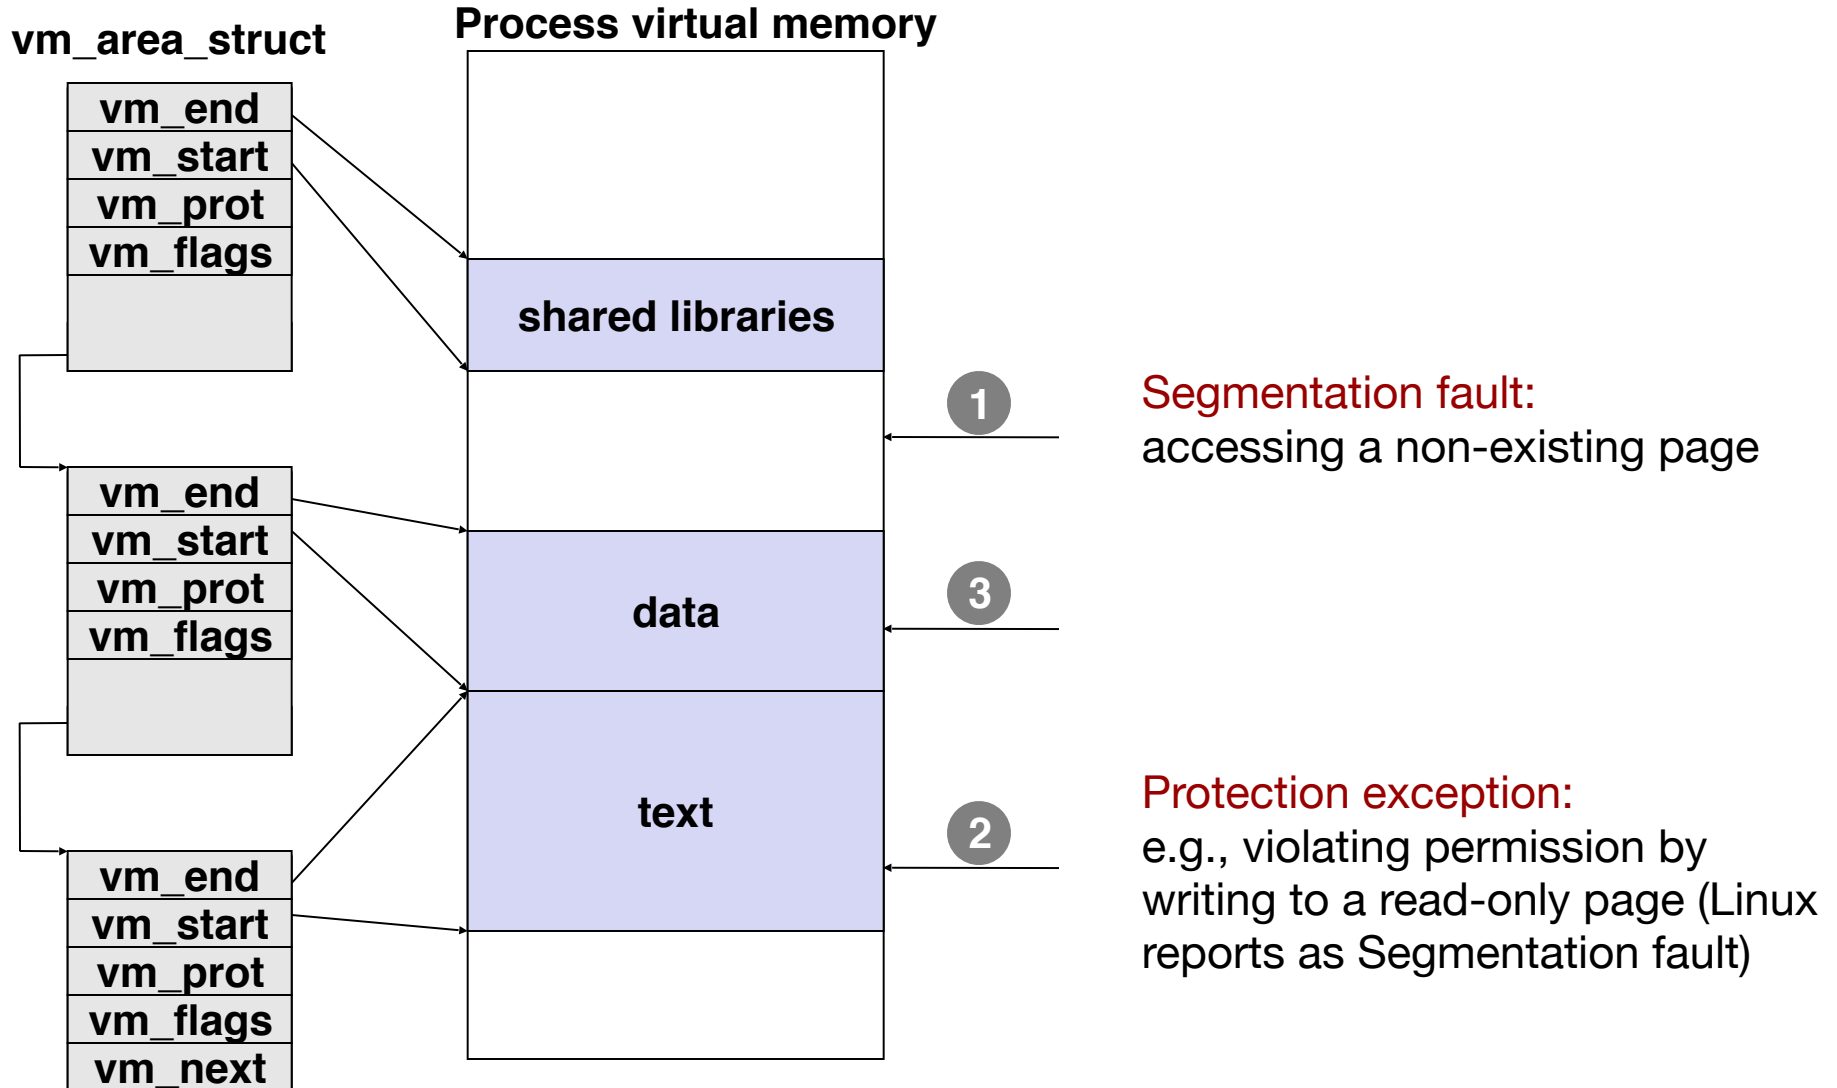 vm_area_struct
Process virtual memory
vm_end
vm_start
vm_prot
vm_flags
shared libraries
1
Segmentation fault:
accessing a non-existing page
vm_end
vm_start
vm_prot
vm_flags
data
3
text
2
Protection exception:
e.g., violating permission by
writing to a read-only page (Linux
reports as Segmentation fault)
vm_end
vm_start
vm_prot
vm_flags
vm_next